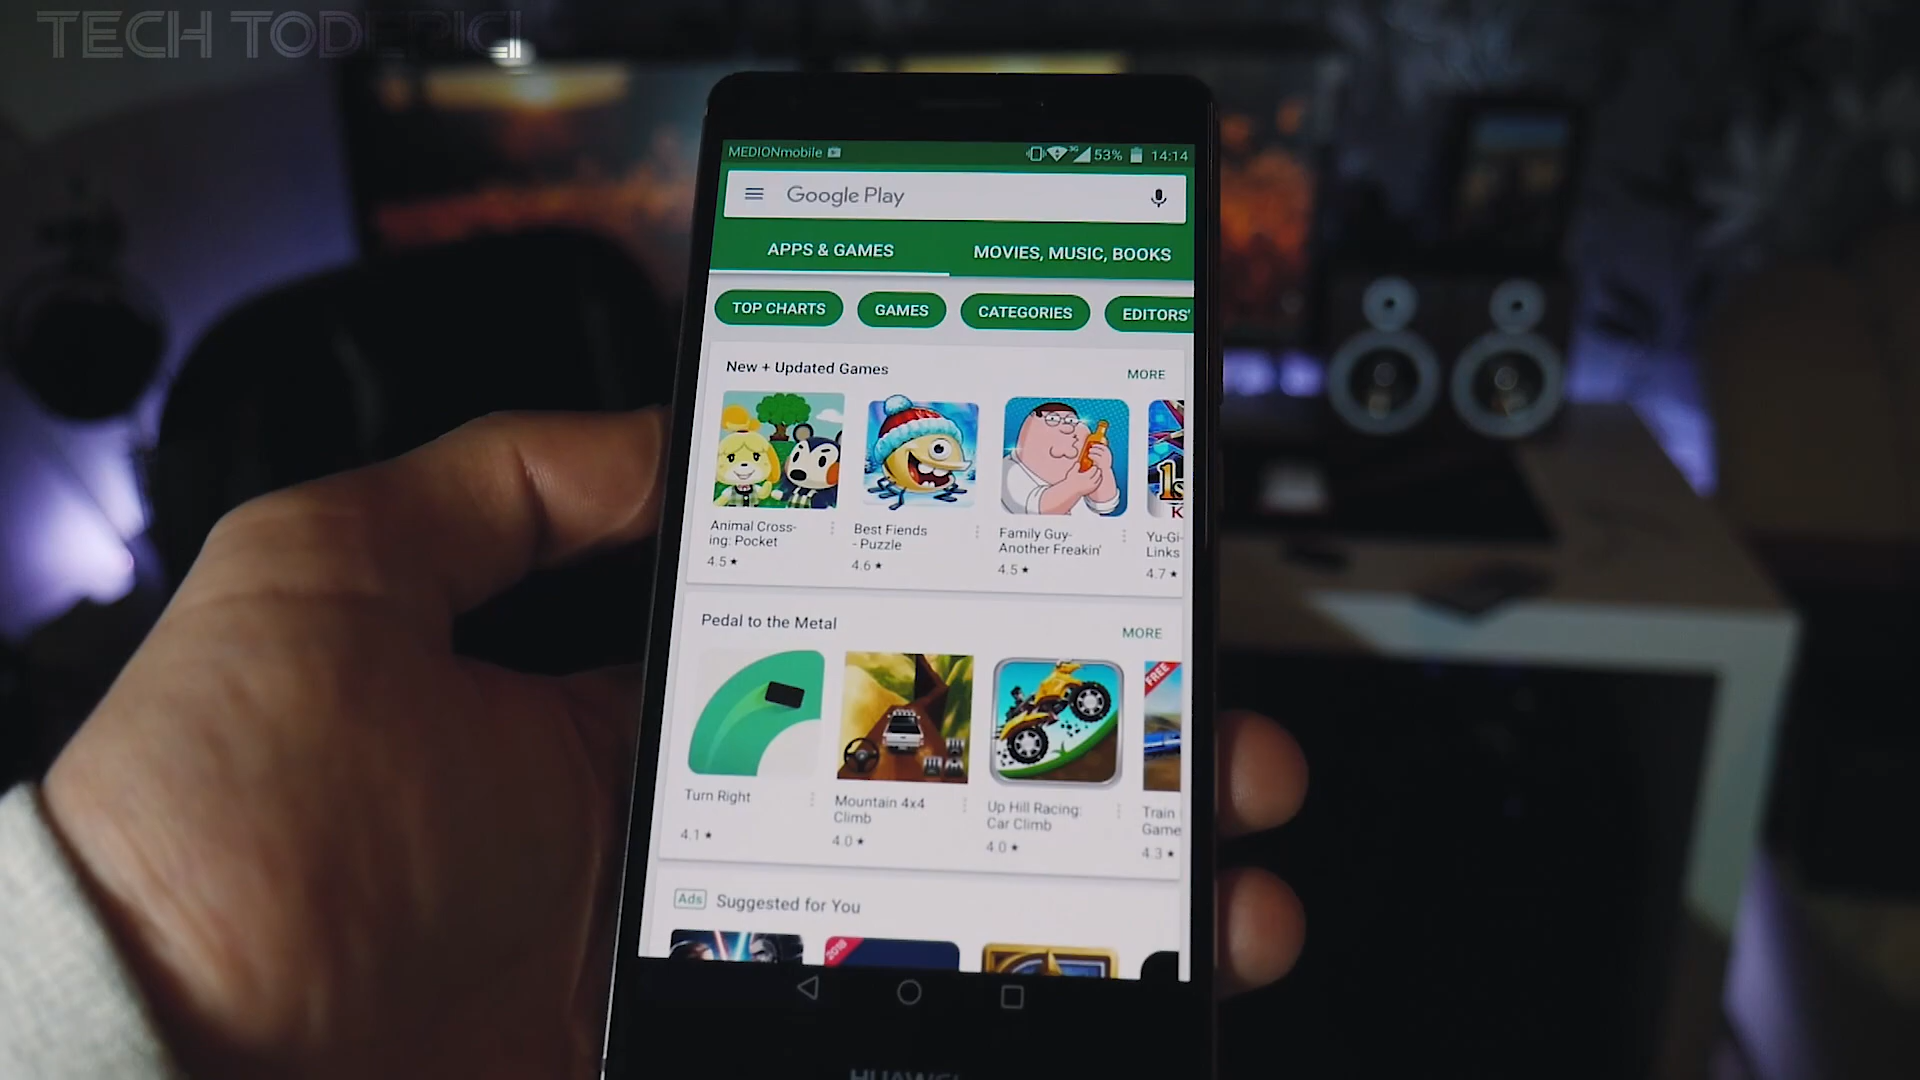 TECH TODEPICI
MEDIONmobile
3G 53% 14:14
Google Play
APPS & GAMES
MOVIES, MUSIC, BOOKS
TOP CHARTS
GAMES
CATEGORIES
EDITORS'
New + Updated Games
MORE
Animal Cross-
ing: Pocket
4.5★
Best Fiends
- Puzzle
4.6★
Family Guy-
Another Freakin'
4.5★
Yu-Gi-
Links
4.7★
Pedal to the Metal
MORE
FREE
Turn Right
4.1★
Mountain 4x4
Climb
4.0★
Up Hill Racing:
Car Climb
4.0★
Train
Game
4.3★
Ads Suggested for You
2018
HUAWEI